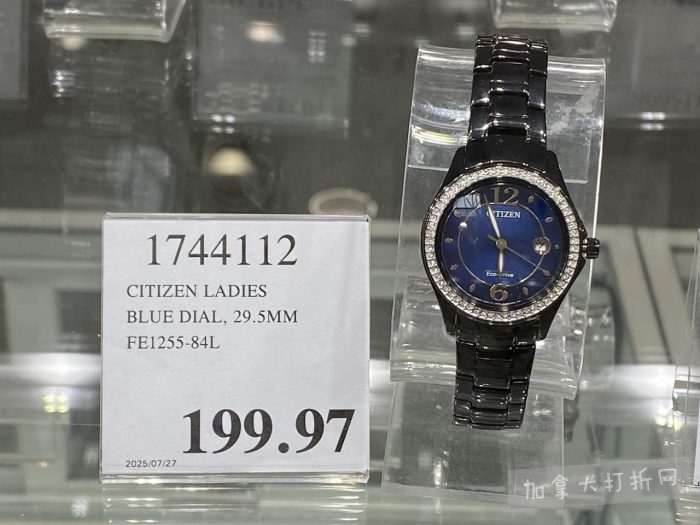 1744112
CITIZEN LADIES
BLUE DIAL, 29.5MM
FE1255-84L
199.97
2025/07/27
12
CITIZEN
Eco-Drive
6
加拿大打折网